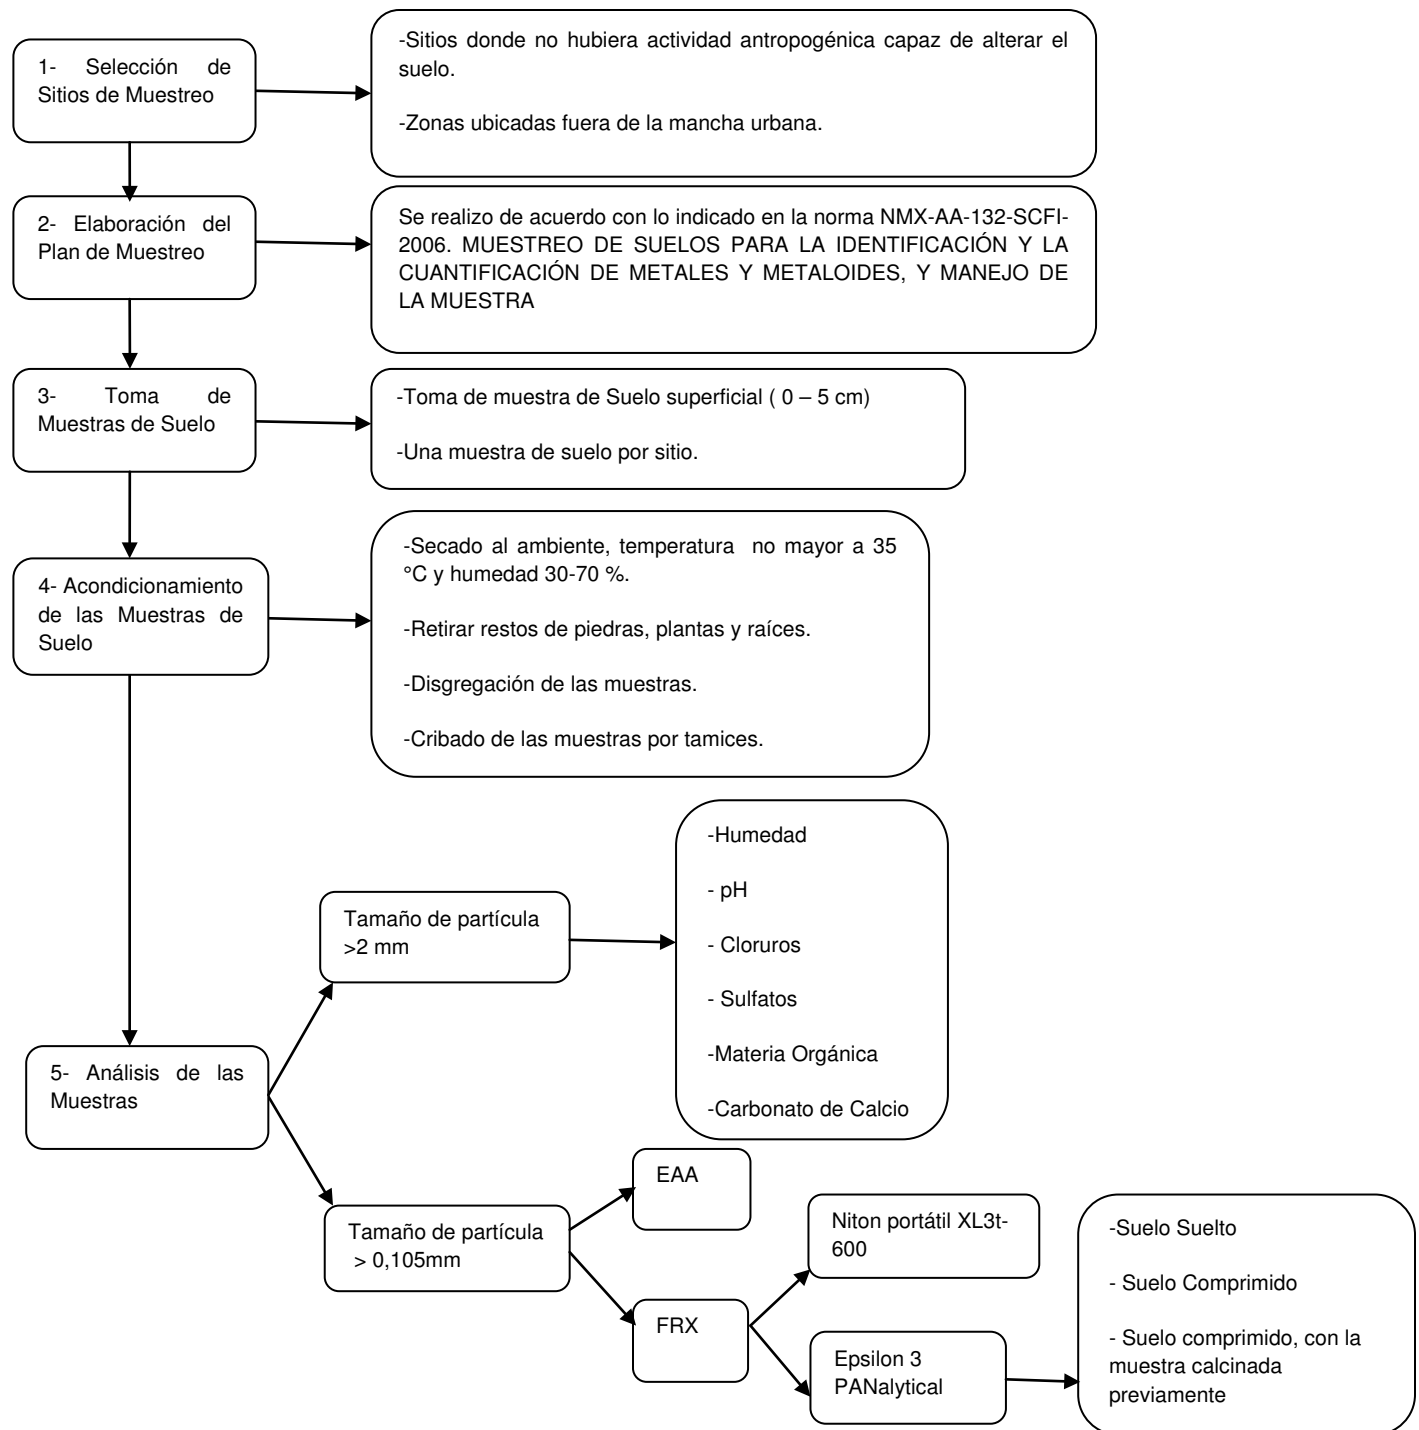 1- Selección de
Sitios de Muestreo
-Sitios donde no hubiera actividad antropogénica capaz de alterar el
suelo.
-Zonas ubicadas fuera de la mancha urbana.
2- Elaboración del
Plan de Muestreo
Se realizo de acuerdo con lo indicado en la norma NMX-AA-132-SCFI-
2006. MUESTREO DE SUELOS PARA LA IDENTIFICACIÓN Y LA
CUANTIFICACIÓN DE METALES Y METALOIDES, Y MANEJO DE
LA MUESTRA
3- Toma de
Muestras de Suelo
-Toma de muestra de Suelo superficial ( 0 – 5 cm)
-Una muestra de suelo por sitio.
4- Acondicionamiento
de las Muestras de
Suelo
-Secado al ambiente, temperatura no mayor a 35
°C y humedad 30-70 %.
-Retirar restos de piedras, plantas y raíces.
-Disgregación de las muestras.
-Cribado de las muestras por tamices.
5- Análisis de las
Muestras
Tamaño de partícula
>2 mm
-Humedad
- pH
- Cloruros
- Sulfatos
-Materia Orgánica
-Carbonato de Calcio
Tamaño de partícula
> 0,105mm
EAA
FRX
Niton portátil XL3t-
600
Epsilon 3
PANalytical
-Suelo Suelto
- Suelo Comprimido
- Suelo comprimido, con la
muestra calcinada
previamente